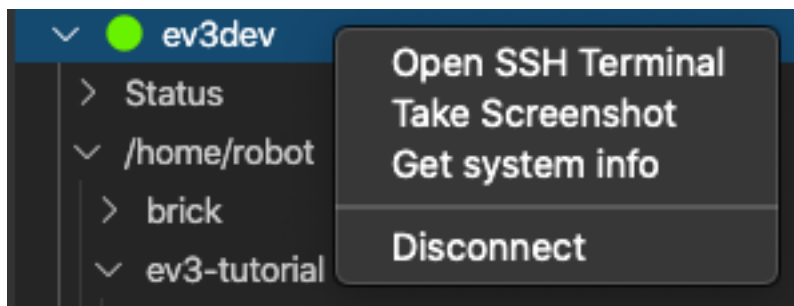 ev3dev
Status
/home/robot
brick
ev3-tutorial
Open SSH Terminal
Take Screenshot
Get system info
Disconnect